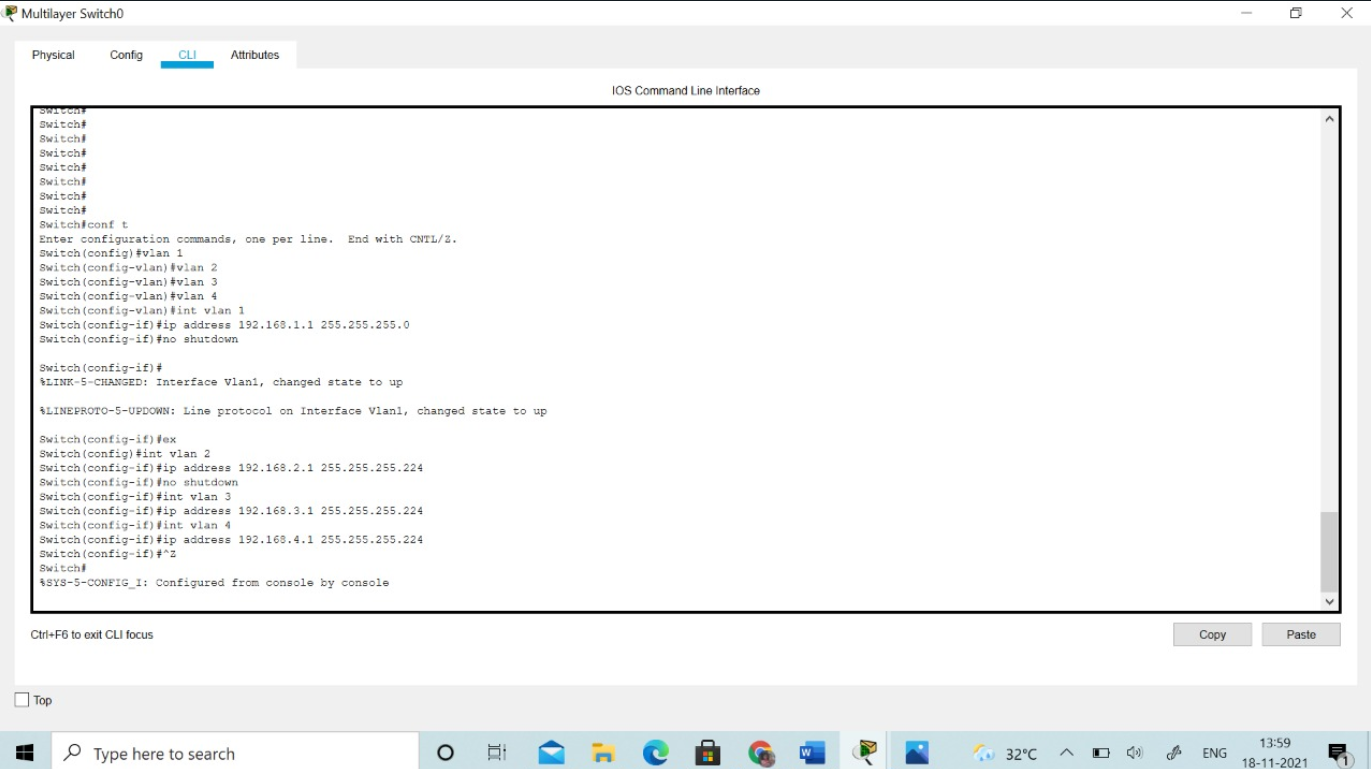 Multilayer Switch0
Physical Config CLI Attributes
IOS Command Line Interface
Switch#
Switch#
Switch#
Switch#
Switch#
Switch#
Switch#
Switch#
Switch#conf t
Enter configuration commands, one per line.  End with CNTL/Z.
Switch(config)#vlan 1
Switch(config-vlan)#vlan 2
Switch(config-vlan)#vlan 3
Switch(config-vlan)#vlan 4
Switch(config-vlan)#int vlan 1
Switch(config-if)#ip address 192.168.1.1 255.255.255.0
Switch(config-if)#no shutdown
Switch(config-if)#
%LINK-5-CHANGED: Interface Vlan1, changed state to up
%LINEPROTO-5-UPDOWN: Line protocol on Interface Vlan1, changed state to up
Switch(config-if)#ex
Switch(config)#int vlan 2
Switch(config-if)#ip address 192.168.2.1 255.255.255.224
Switch(config-if)#no shutdown
Switch(config-if)#int vlan 3
Switch(config-if)#ip address 192.168.3.1 255.255.255.224
Switch(config-if)#int vlan 4
Switch(config-if)#ip address 192.168.4.1 255.255.255.224
Switch(config-if)#^Z
Switch#
%SYS-5-CONFIG_I: Configured from console by console
Ctrl+F6 to exit CLI focus
Copy Paste
Top
Type here to search
W
32°C
ENG
13:59
18-11-2021
1